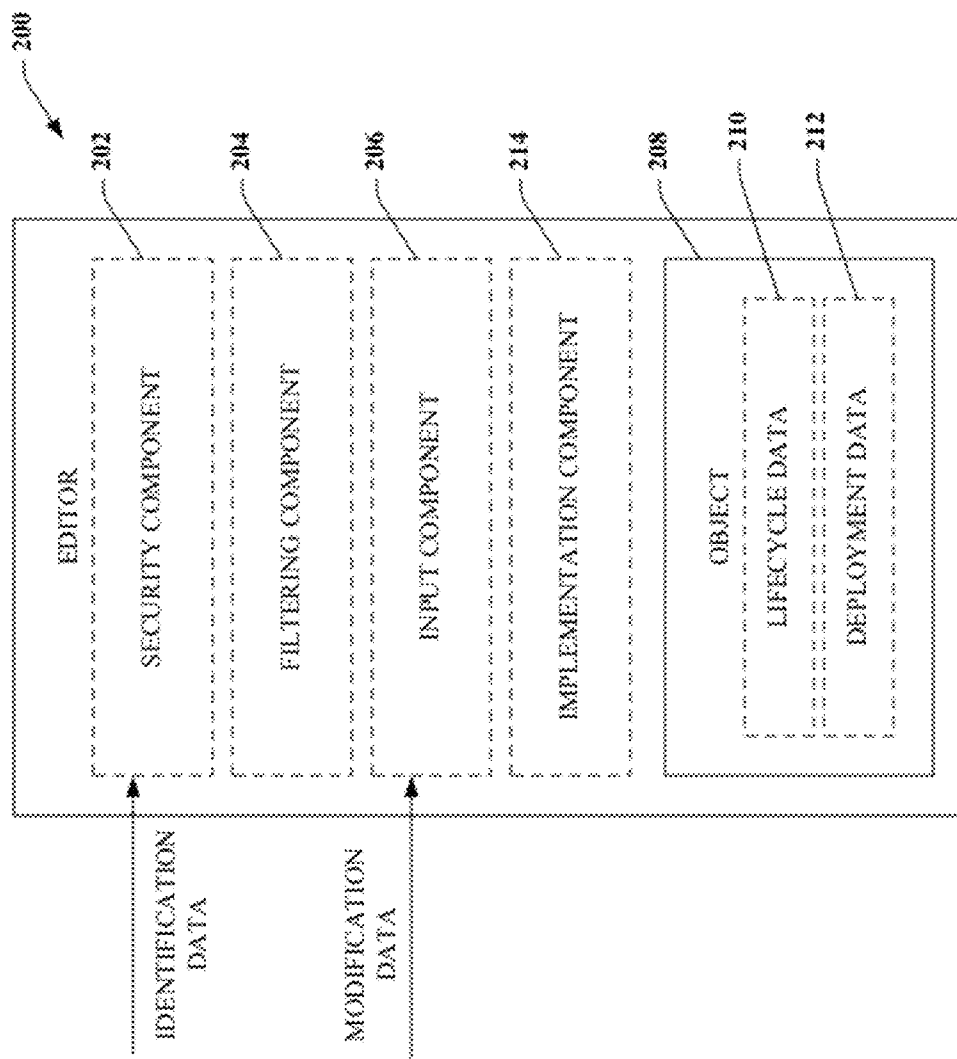 200
EDITOR
202
SECURITY COMPONENT
IDENTIFICATION
DATA
204
FILTERING COMPONENT
206
INPUT COMPONENT
MODIFICATION
DATA
214
IMPLEMENTATION COMPONENT
208
OBJECT
210
LIFECYCLE DATA
212
DEPLOYMENT DATA